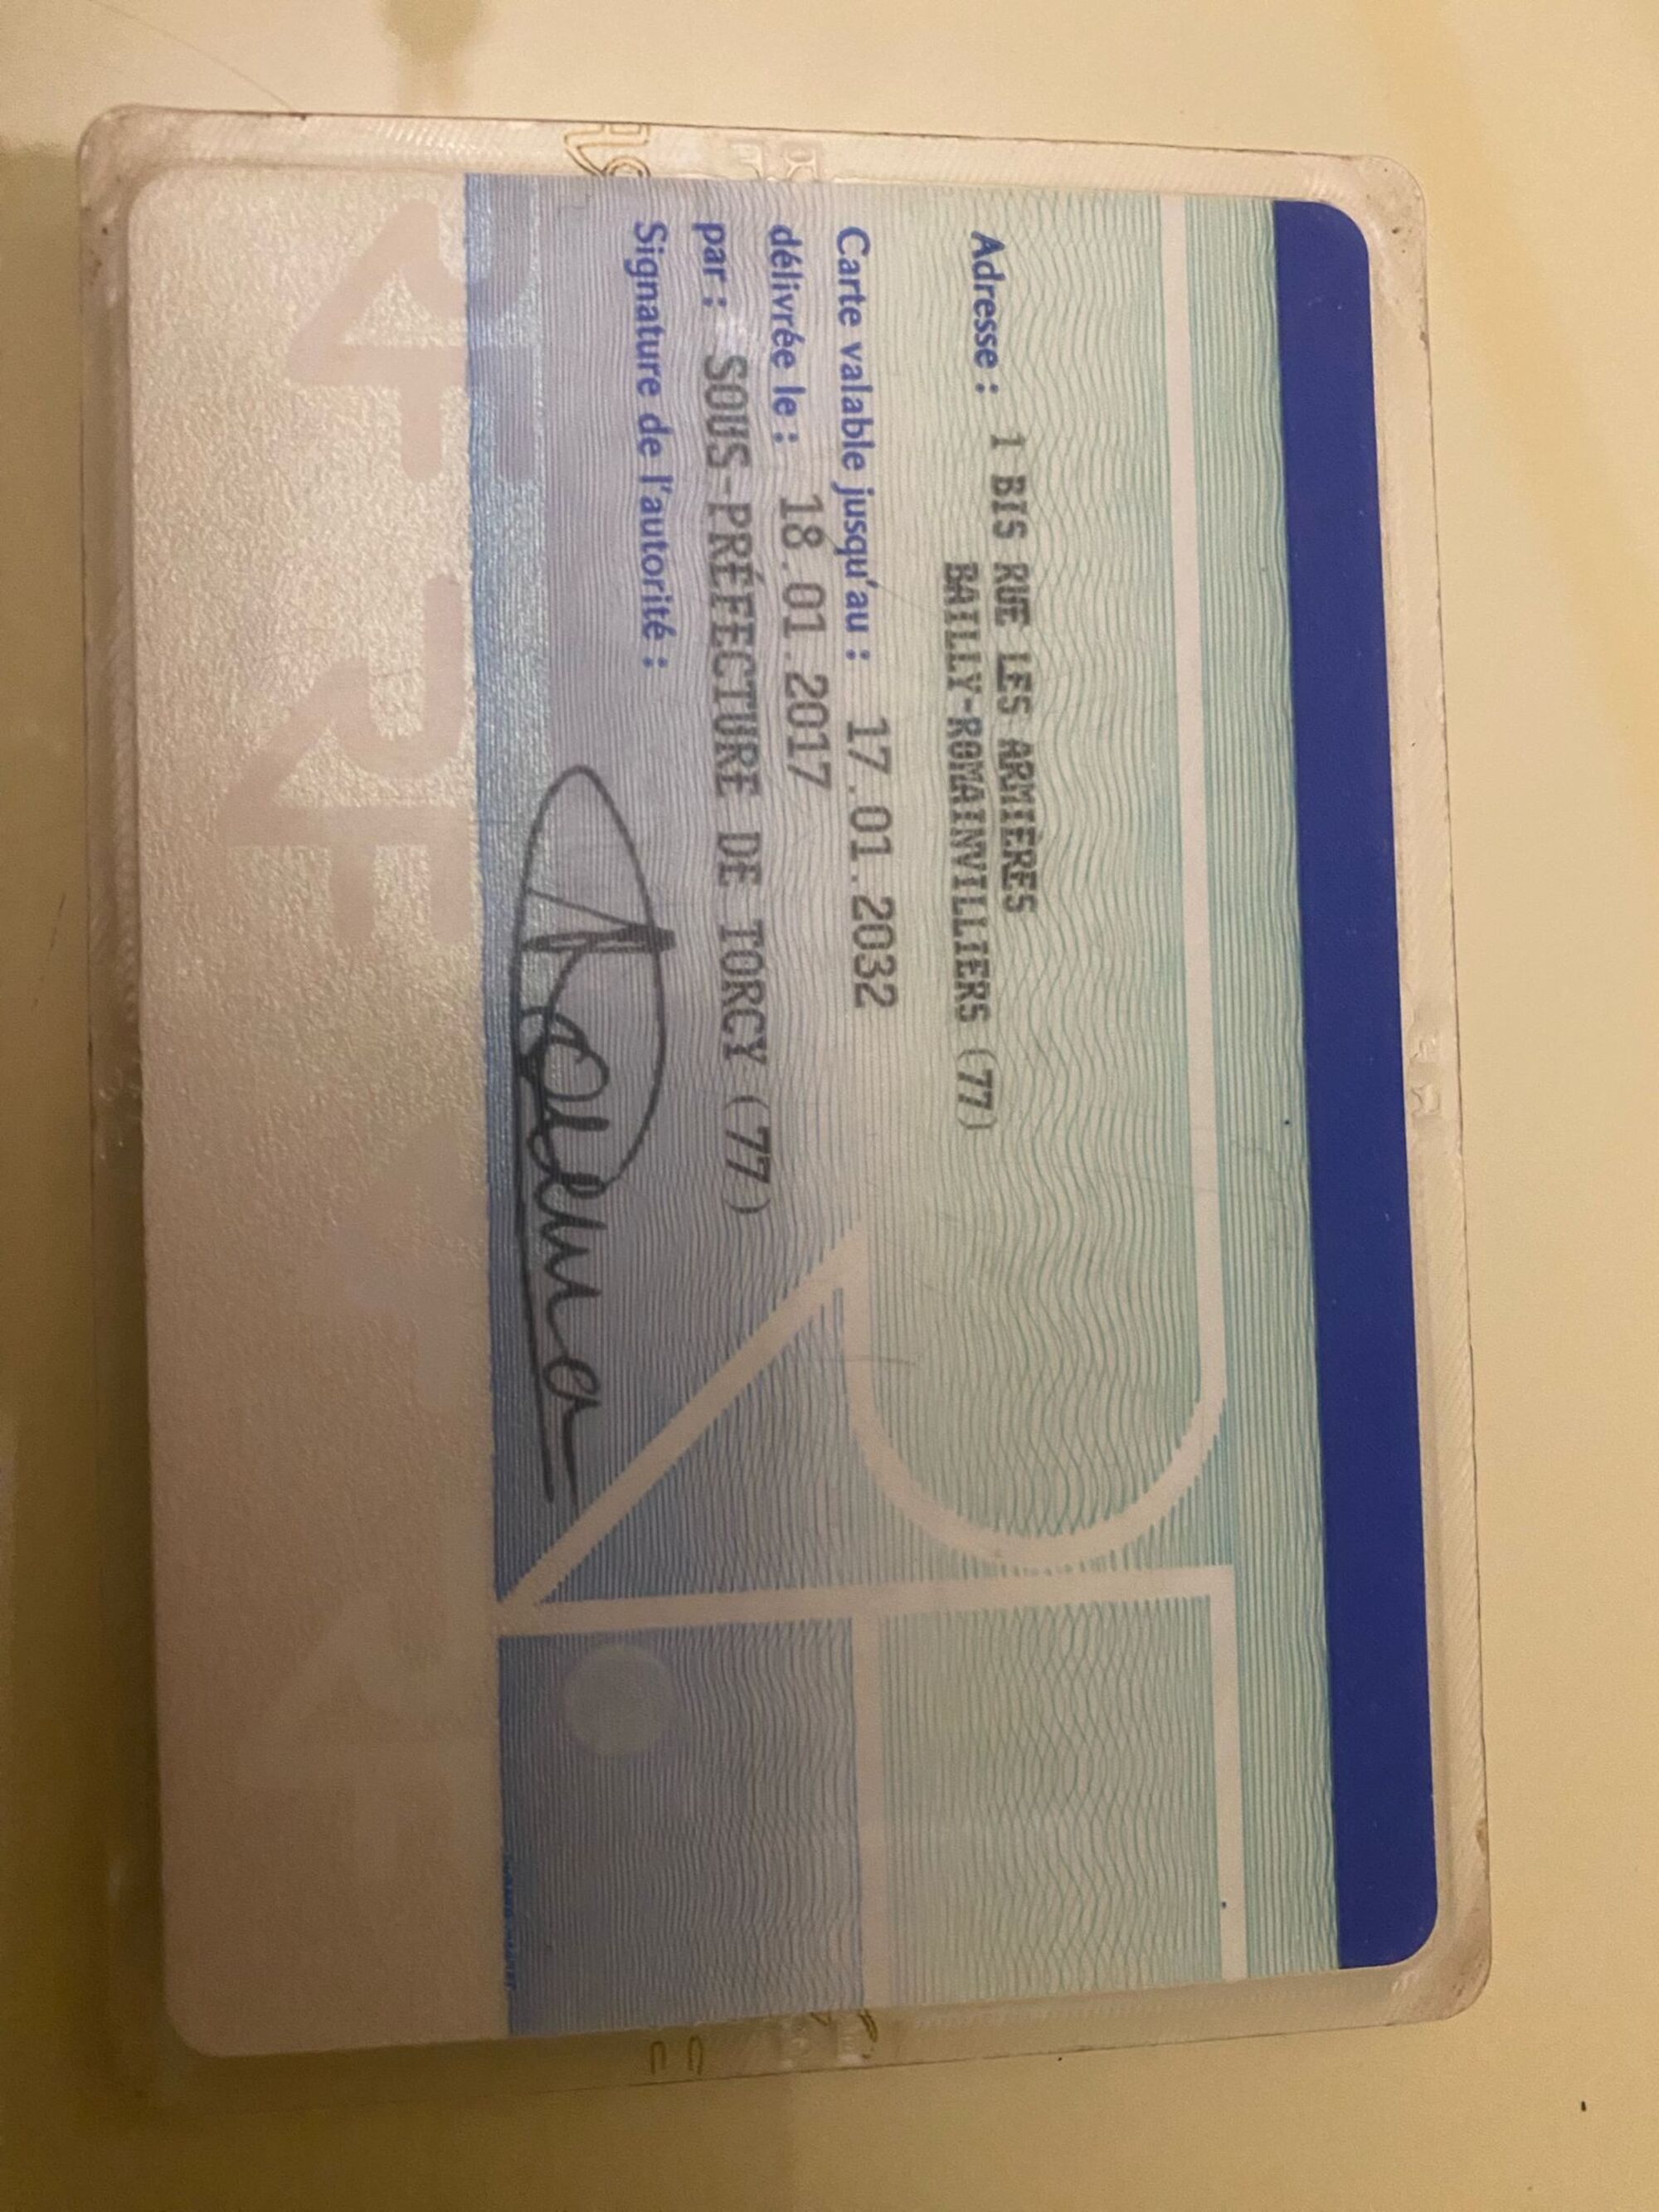 Adresse : 1 BIS RUE LES ARMIÈRES
BAILLY-ROMAINVILLIERS (77)
Carte valable jusqu'au : 17.01.2032
délivrée le : 18.01.2017
par : SOUS-PRÉFECTURE DE TORCY (77)
Signature de l'autorité :
RF